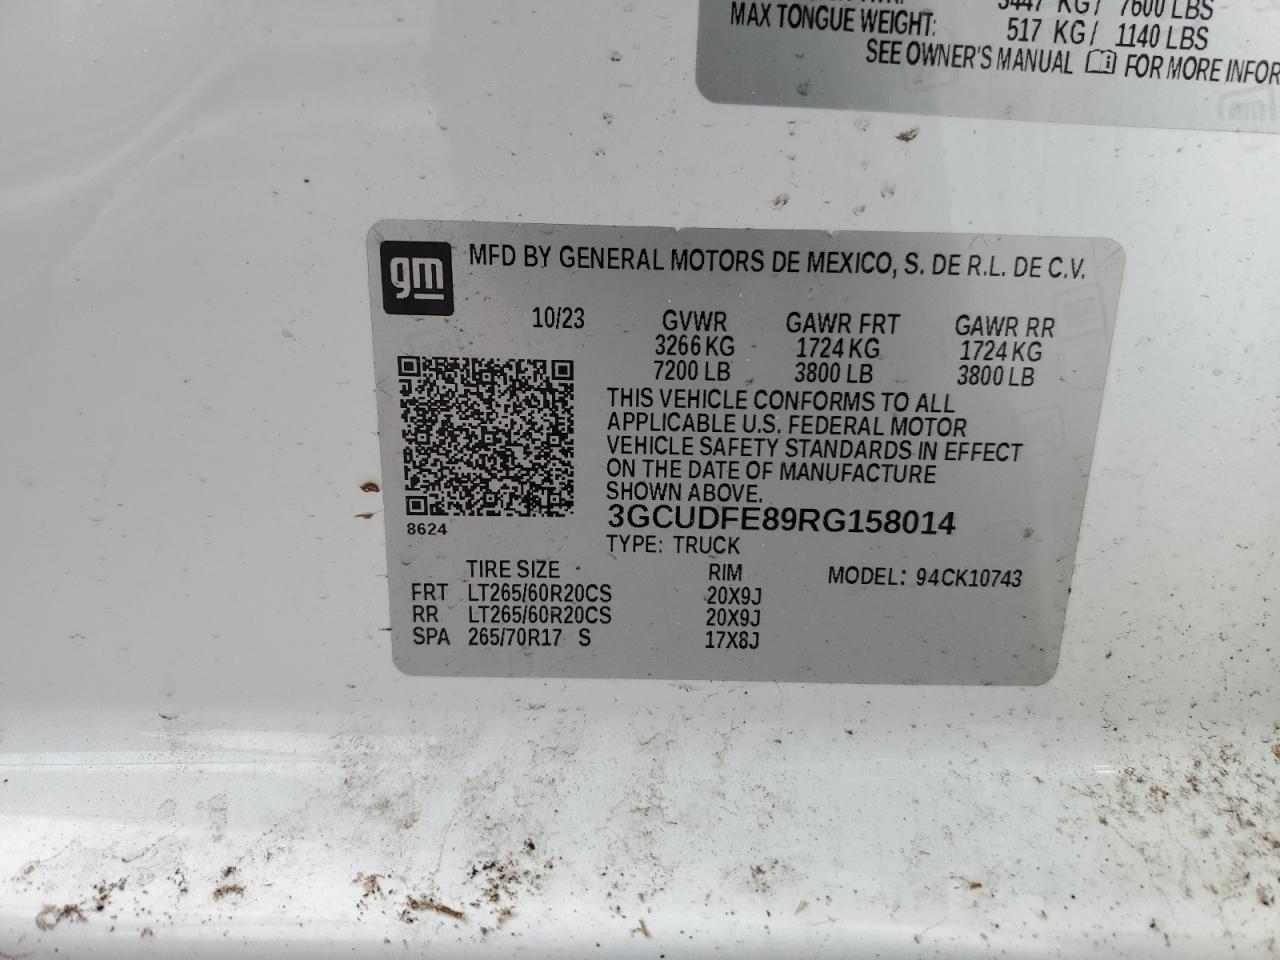 3447 KG / 7600 LBS
MAX TONGUE WEIGHT: 517 KG / 1140 LBS
SEE OWNER'S MANUAL FOR MORE INFOR
gm
MFD BY GENERAL MOTORS DE MEXICO, S. DE R.L. DE C.V.
10/23 GVWR GAWR FRT GAWR RR
3266 KG 1724 KG 1724 KG
7200 LB 3800 LB 3800 LB
THIS VEHICLE CONFORMS TO ALL
APPLICABLE U.S. FEDERAL MOTOR
VEHICLE SAFETY STANDARDS IN EFFECT
ON THE DATE OF MANUFACTURE
SHOWN ABOVE.
3GCUDFE89RG158014
8624
TYPE: TRUCK
TIRE SIZE RIM MODEL: 94CK10743
FRT LT265/60R20CS 20X9J
RR LT265/60R20CS 20X9J
SPA 265/70R17 S 17X8J